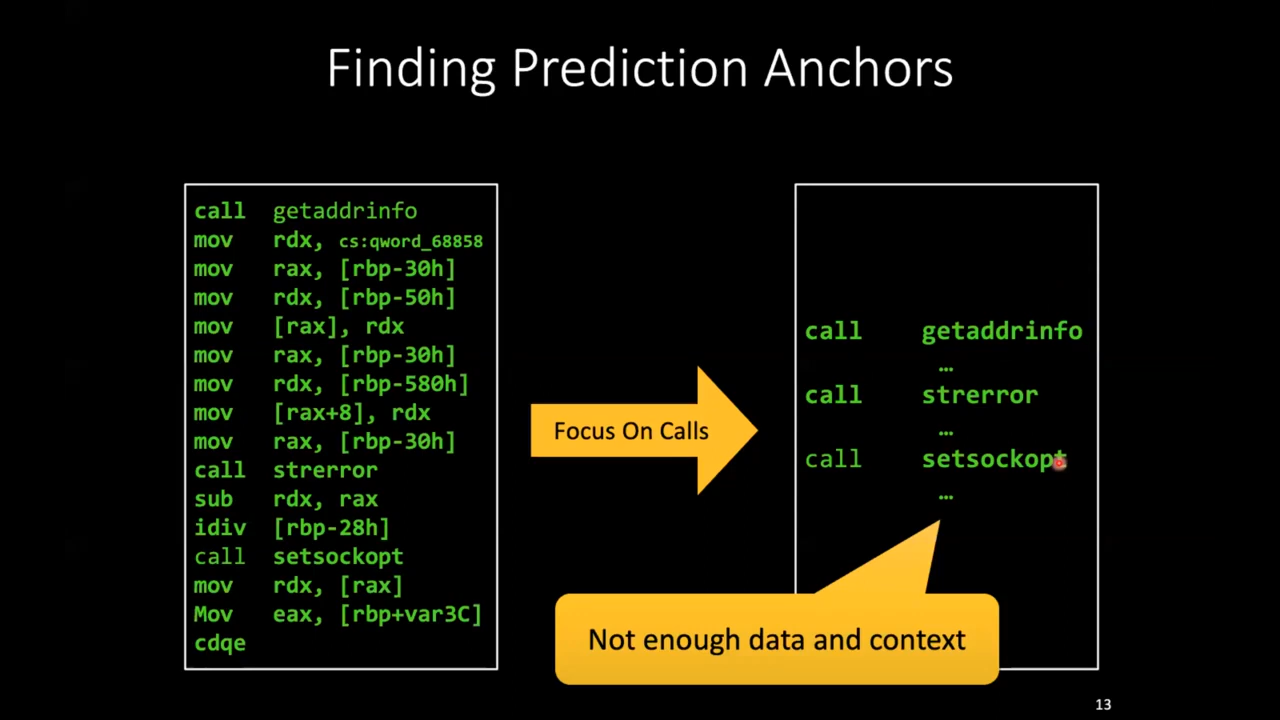 Finding Prediction Anchors
call getaddrinfo
mov rdx, cs:qword_68858
mov rax, [rbp-30h]
mov rdx, [rbp-50h]
mov [rax], rdx
mov rax, [rbp-30h]
mov rdx, [rbp-580h]
mov [rax+8], rdx
mov rax, [rbp-30h]
call strerror
sub rdx, rax
idiv [rbp-28h]
call setsockopt
mov rdx, [rax]
Mov eax, [rbp+var3C]
cdqe
Focus On Calls
call getaddrinfo
…
call strerror
…
call setsockopt
…
Not enough data and context
13